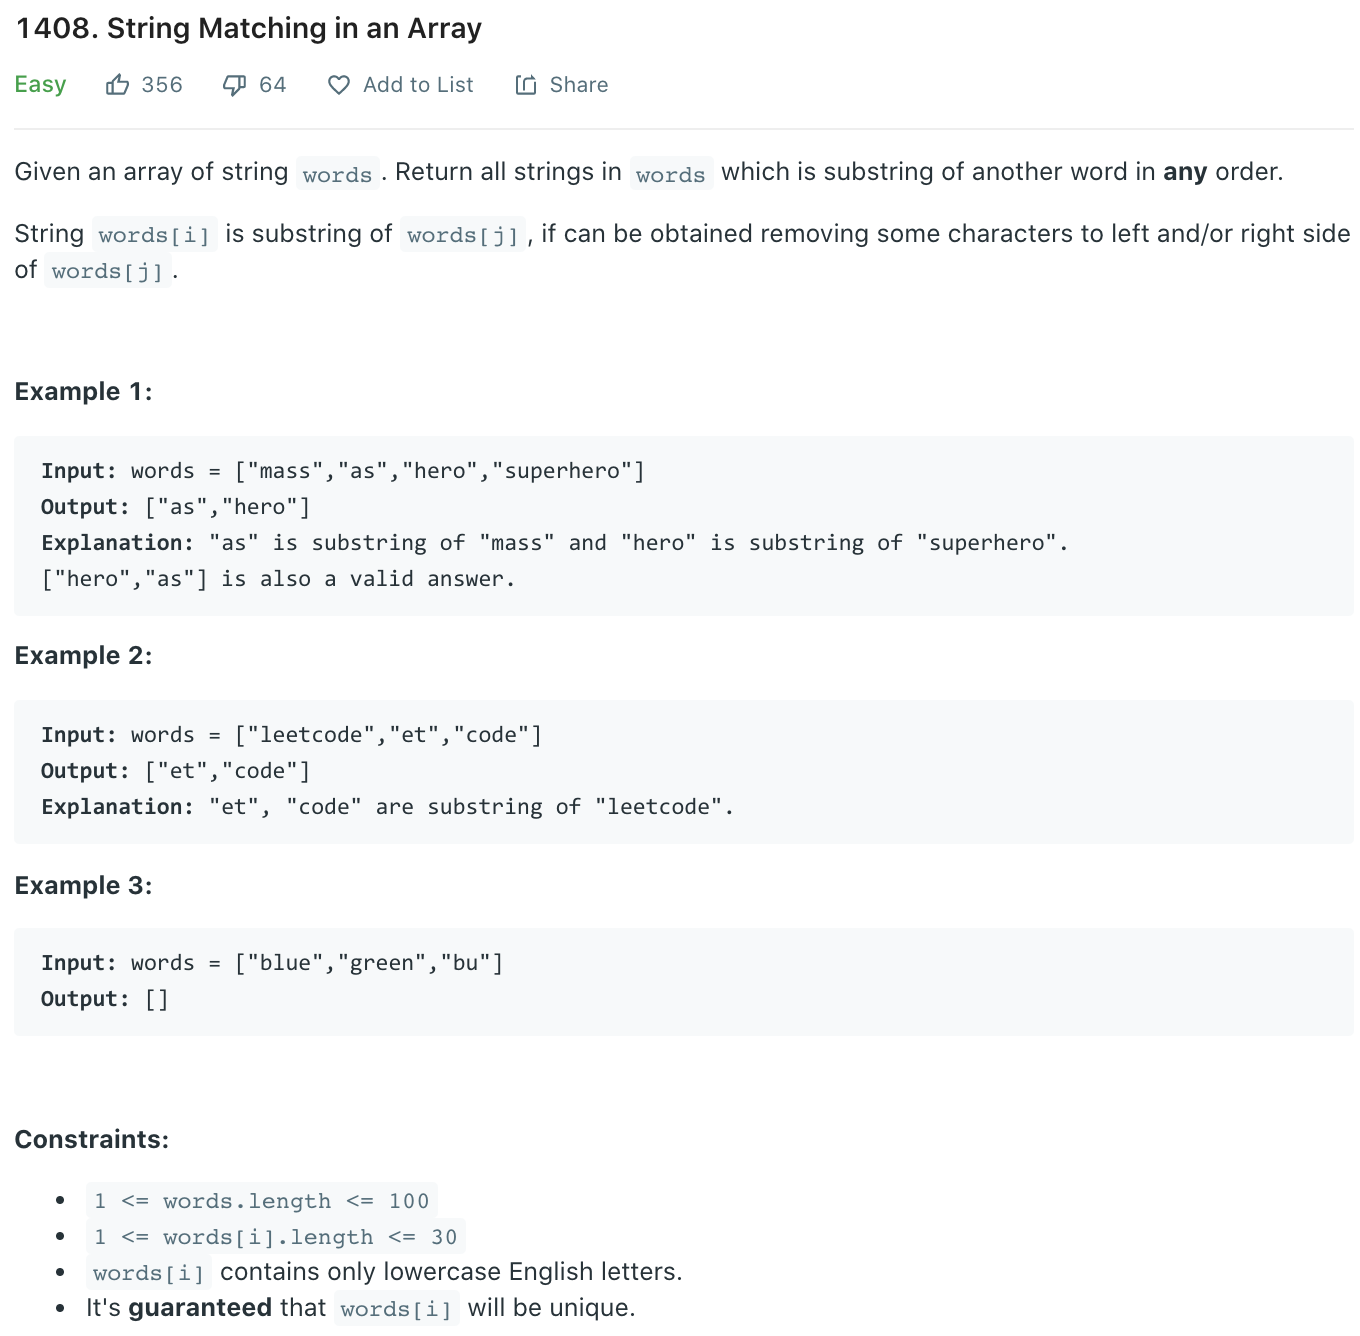 1408. String Matching in an Array
Easy 356 64 Add to List Share
Given an array of string words . Return all strings in words which is substring of another word in any order.
String words[i] is substring of words[j] , if can be obtained removing some characters to left and/or right side
of words[j] .
Example 1:
Input: words = ["mass","as","hero","superhero"]
Output: ["as","hero"]
Explanation: "as" is substring of "mass" and "hero" is substring of "superhero".
["hero","as"] is also a valid answer.
Example 2:
Input: words = ["leetcode","et","code"]
Output: ["et","code"]
Explanation: "et", "code" are substring of "leetcode".
Example 3:
Input: words = ["blue","green","bu"]
Output: []
Constraints:
• 1 <= words.length <= 100
• 1 <= words[i].length <= 30
• words[i] contains only lowercase English letters.
• It's guaranteed that words[i] will be unique.